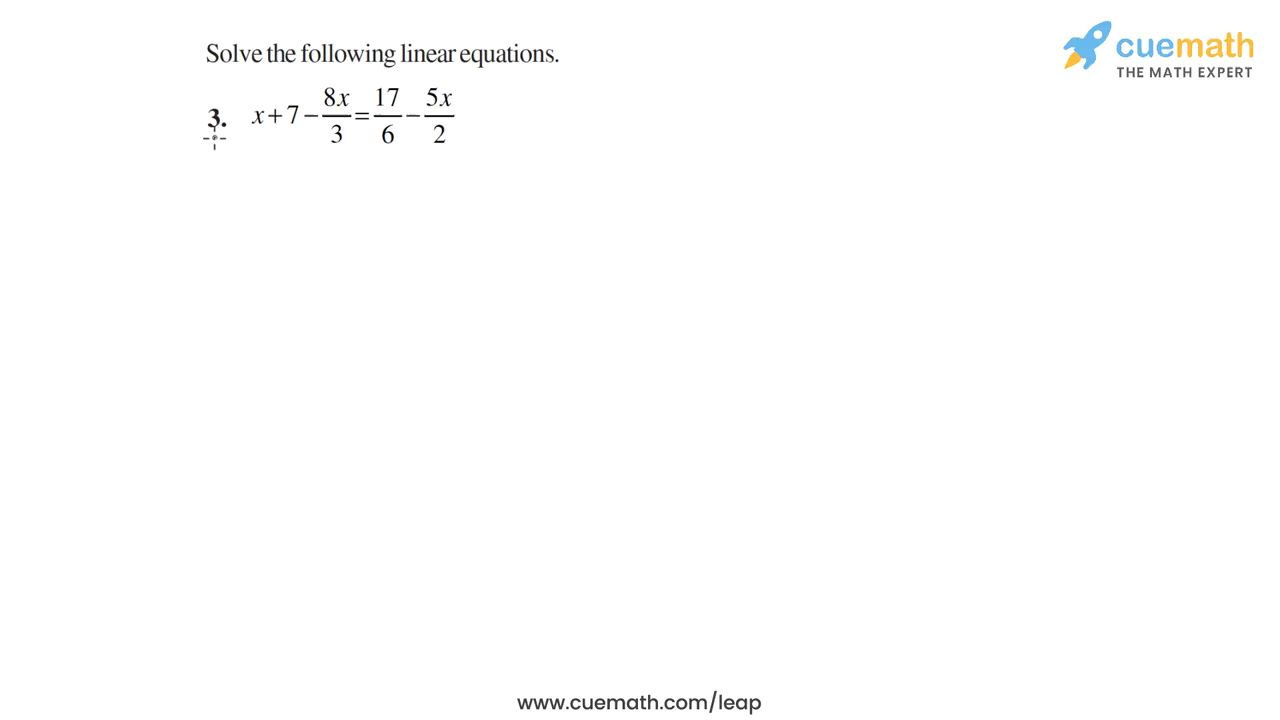 Solve the following linear equations.
3. x+7−8x/3=17/6−5x/2
cuemath
THE MATH EXPERT
www.cuemath.com/leap